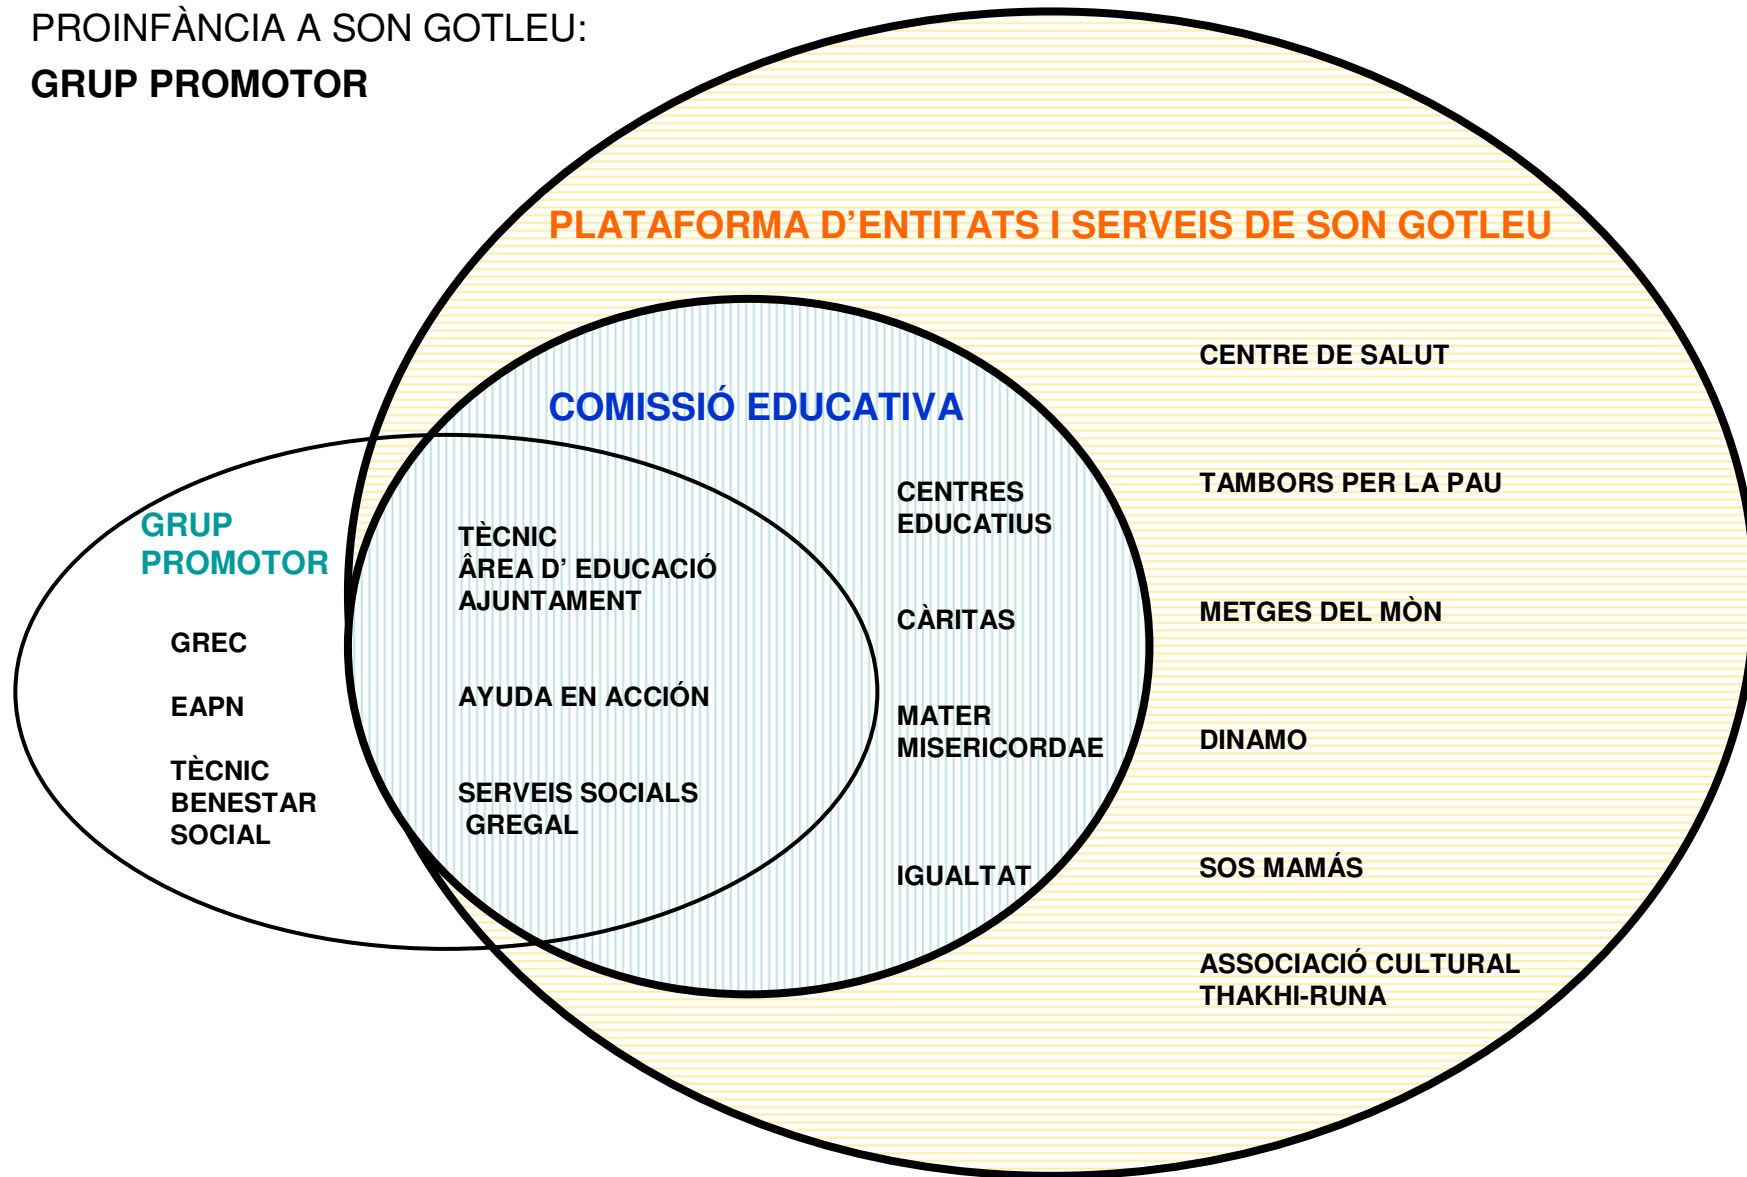 PROINFÀNCIA A SON GOTLEU:
GRUP PROMOTOR
PLATAFORMA D’ENTITATS I SERVEIS DE SON GOTLEU
COMISSIÓ EDUCATIVA
GRUP
PROMOTOR
GREC
EAPN
TÈCNIC
BENESTAR
SOCIAL
TÈCNIC
ÂREA D’ EDUCACIÓ
AJUNTAMENT
AYUDA EN ACCIÓN
SERVEIS SOCIALS
GREGAL
CENTRES
EDUCATIUS
CÀRITAS
MATER
MISERICORDAE
IGUALTAT
CENTRE DE SALUT
TAMBORS PER LA PAU
METGES DEL MÒN
DINAMO
SOS MAMÁS
ASSOCIACIÓ CULTURAL
THAKHI-RUNA